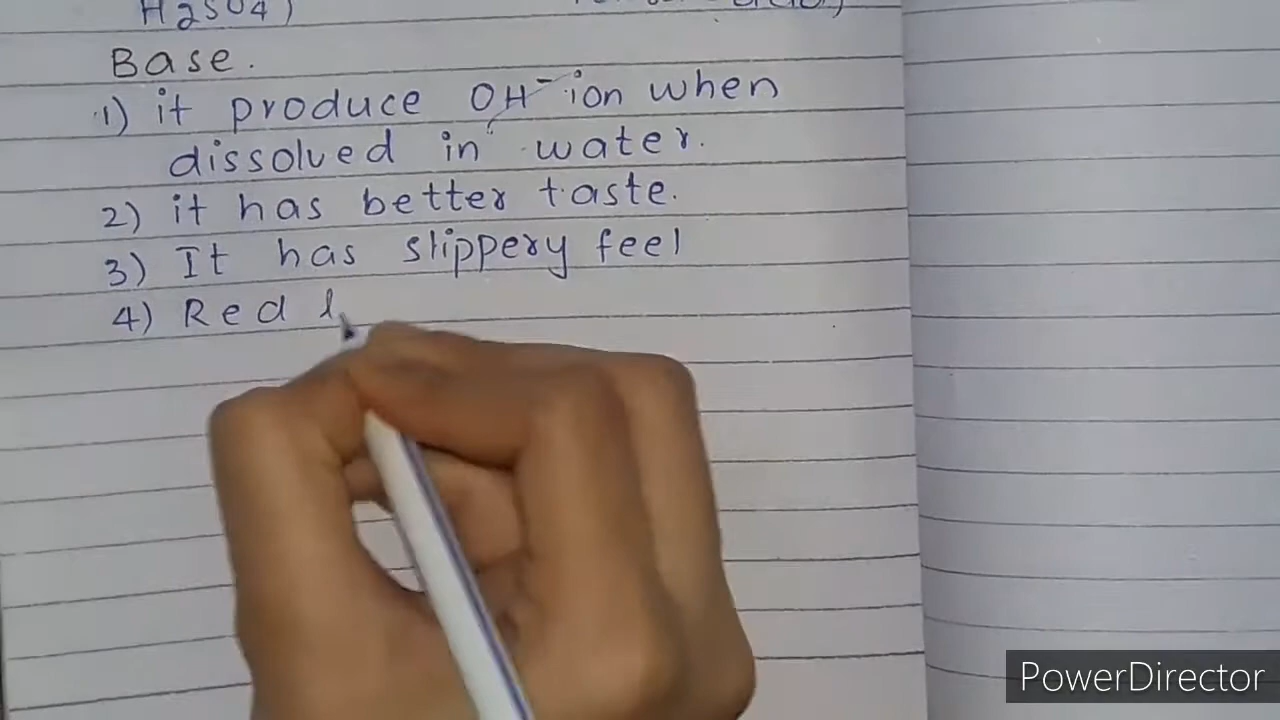 H2SO4)
Base.
1) it produce OH⁻ ion when
dissolved in water.
2) it has better taste.
3) It has slippery feel
4) Red l
PowerDirector